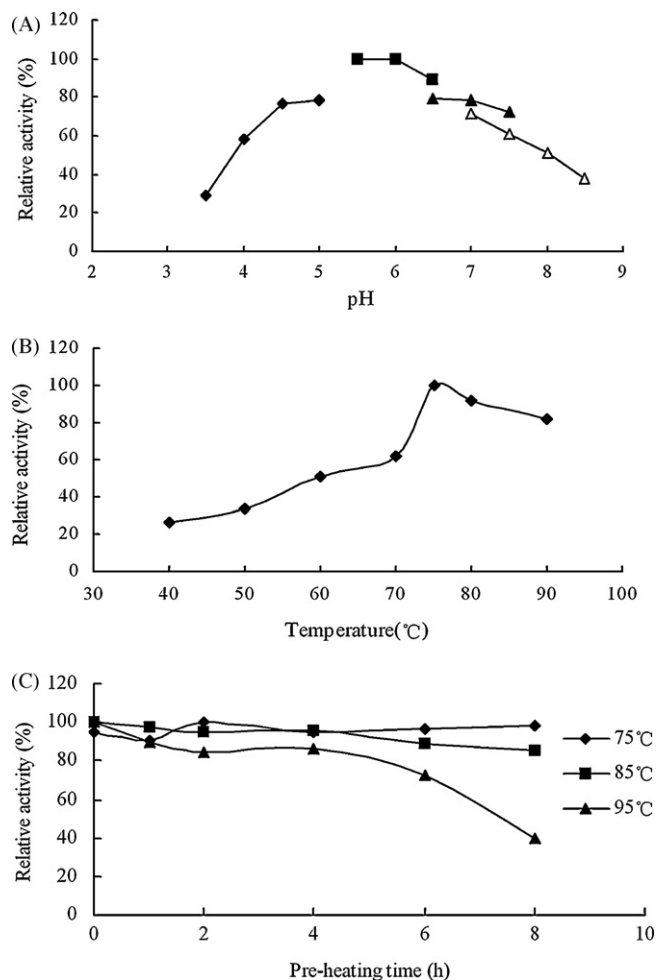 (A)
Relative activity (%)
120
100
80
60
40
20
0
2 3 4 5 6 7 8 9
pH
(B)
Relative activity (%)
120
100
80
60
40
20
0
30 40 50 60 70 80 90 100
Temperature(℃)
(C)
Relative activity (%)
120
100
80
60
40
20
0
75℃
85℃
95℃
0 2 4 6 8 10
Pre-heating time (h)